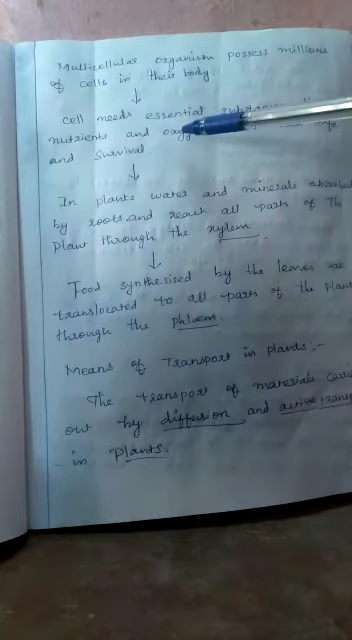 Multicellular organism possess millions
of cells in their body
↓
Cell needs essential
nutrients and
and survival
↓
In plants water and minerals absorbed
by roots and reach all parts of the
plant through the xylem.
↓
Food synthesised by the leaves are
translocated to all parts of the plant
through the phloem
Means of Transport in plants:-
The transport of materials
out by diffusion and active
in plants.